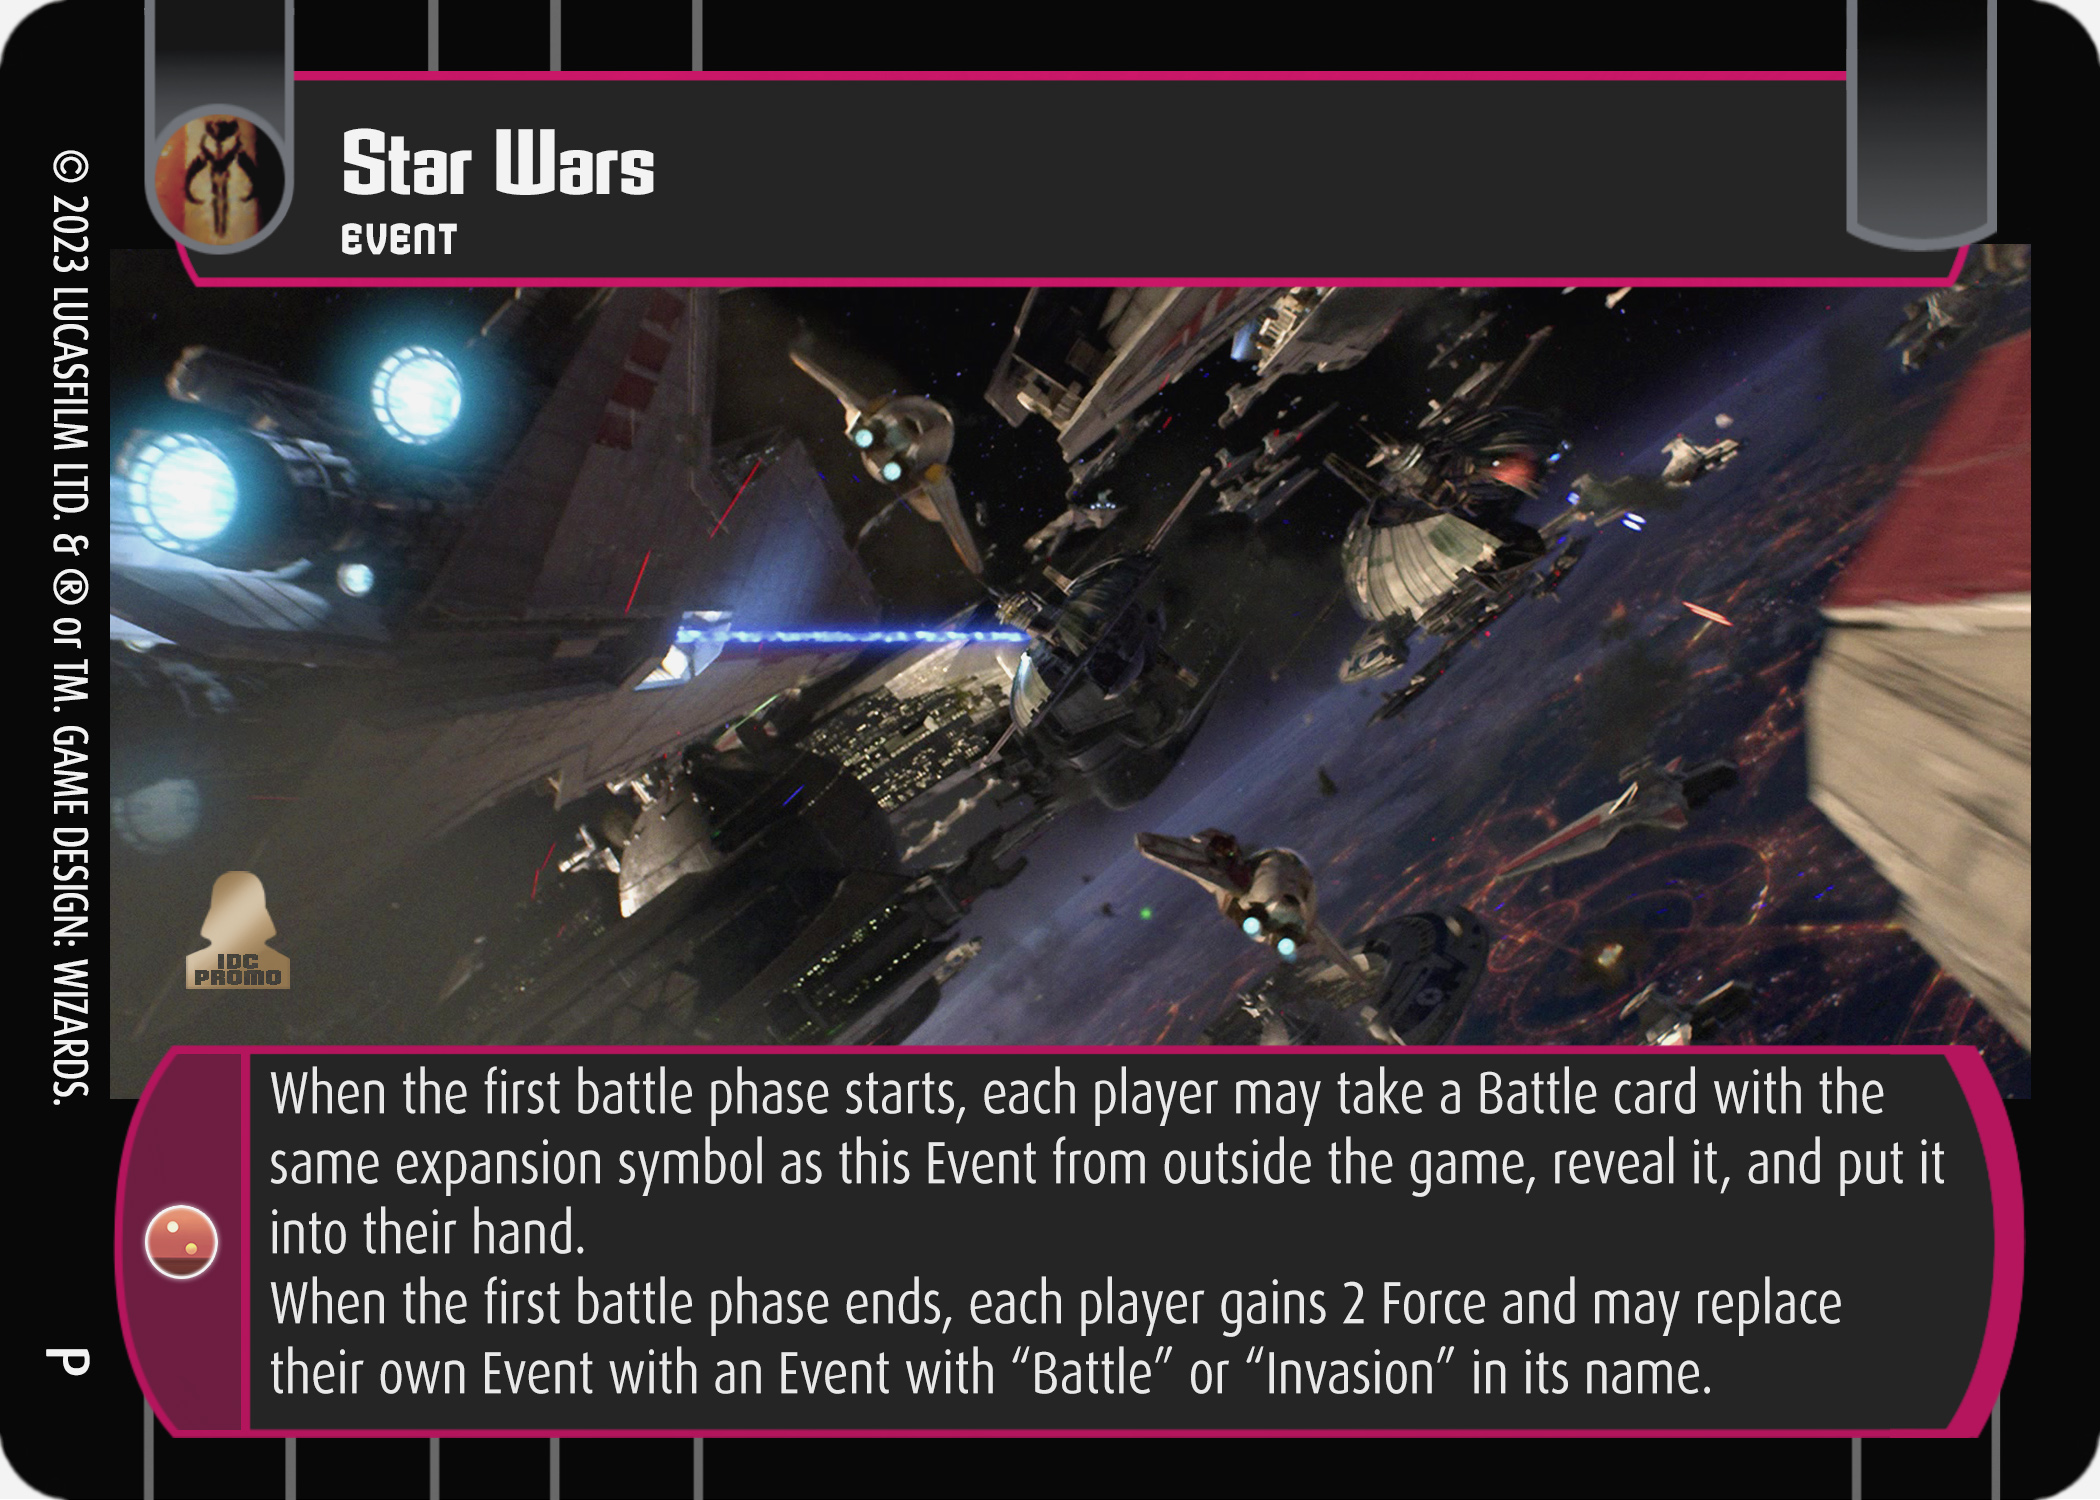 Star Wars
EVENT
© 2023 LUCASFILM LTD. & ® or TM. GAME DESIGN: WIZARDS.
P
IDC
PROMO
When the first battle phase starts, each player may take a Battle card with the
same expansion symbol as this Event from outside the game, reveal it, and put it
into their hand.
When the first battle phase ends, each player gains 2 Force and may replace
their own Event with an Event with “Battle” or “Invasion” in its name.